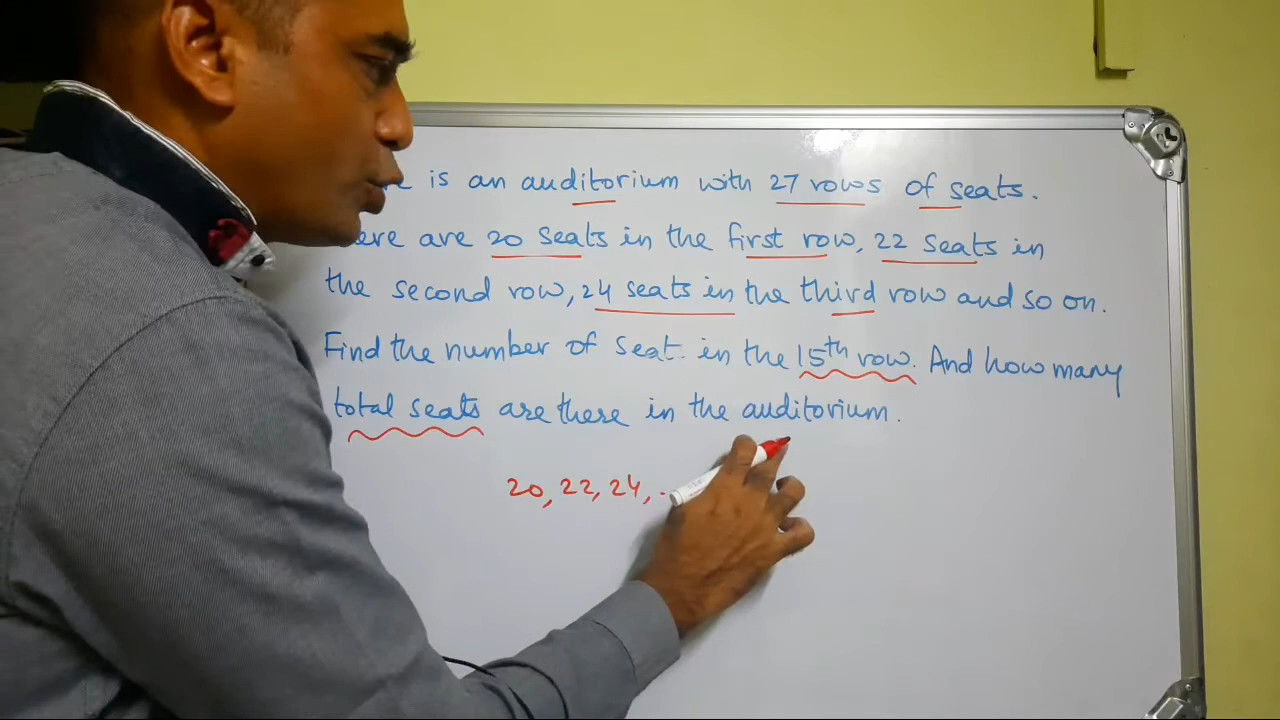 is an auditorium with 27 rows of seats.
are 20 seats in the first row, 22 seats in
the second row, 24 seats in the third row and so on.
Find the number of seat. in the 15th row. And how many
total seats are there in the auditorium.
20, 22, 24, ..